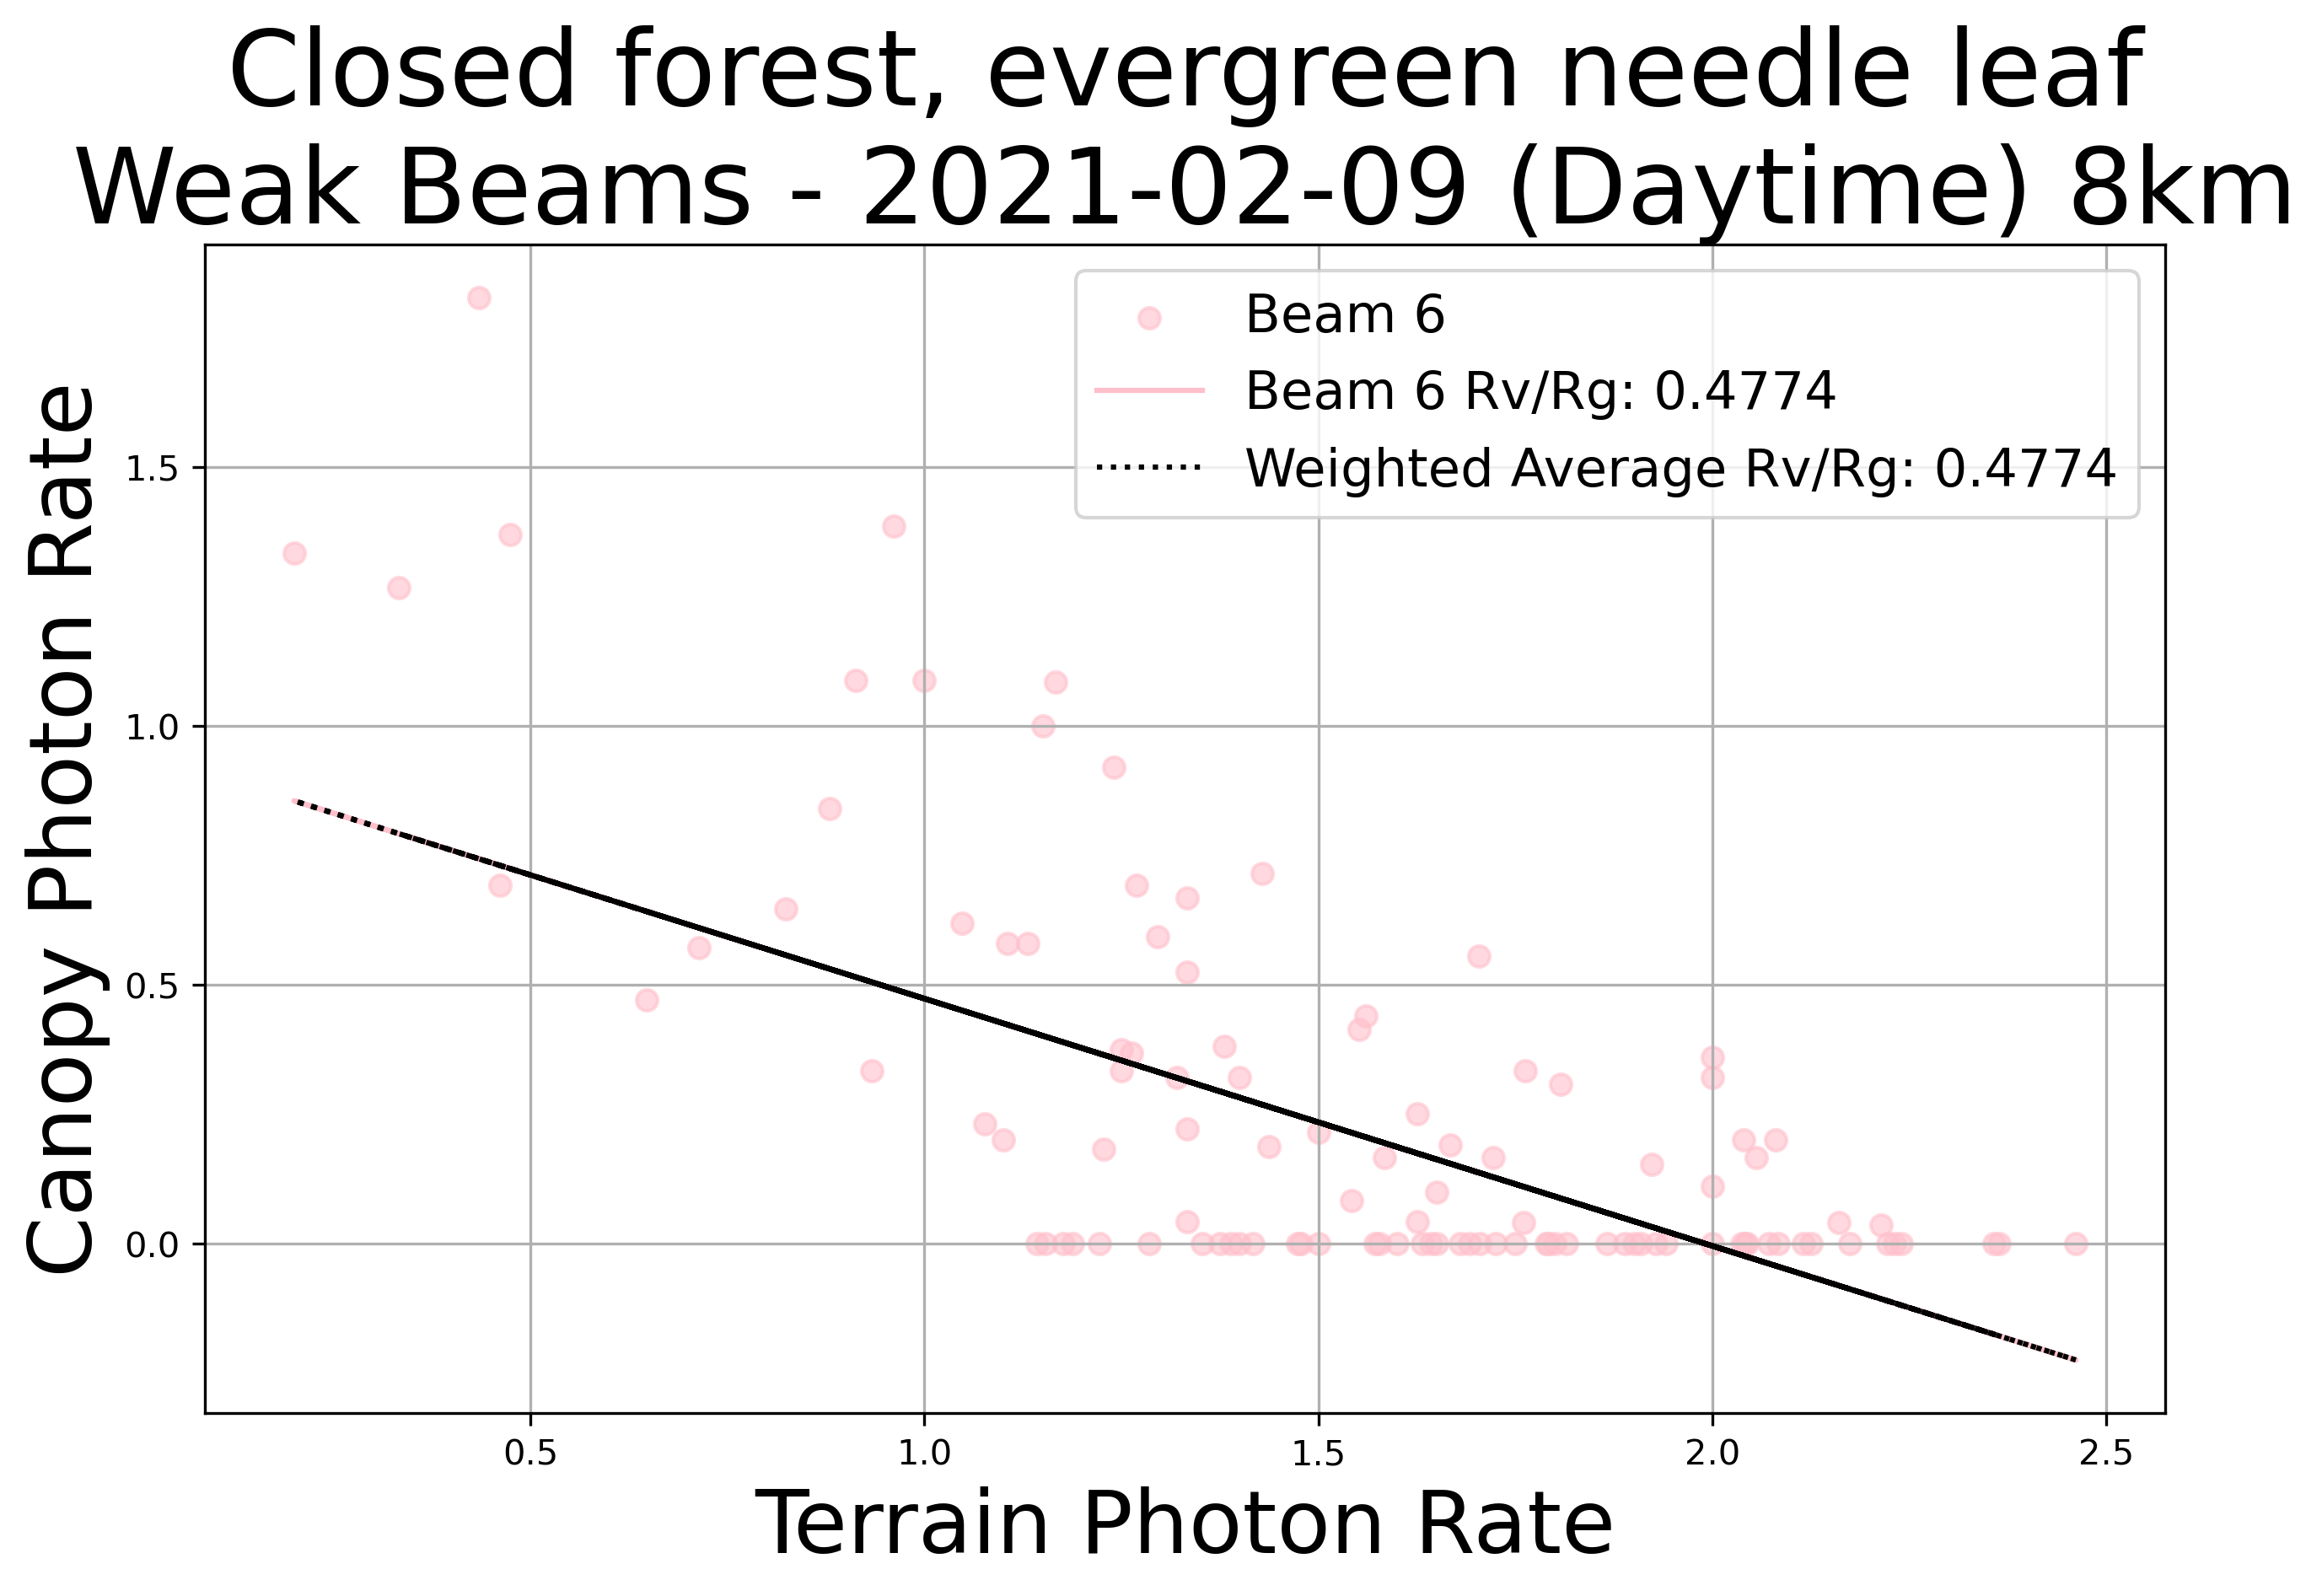 Closed forest, evergreen needle leaf
Weak Beams - 2021-02-09 (Daytime) 8km
Beam 6
Beam 6 Rv/Rg: 0.4774
Weighted Average Rv/Rg: 0.4774
Canopy Photon Rate
1.5
1.0
0.5
0.0
0.5
1.0
1.5
2.0
2.5
Terrain Photon Rate